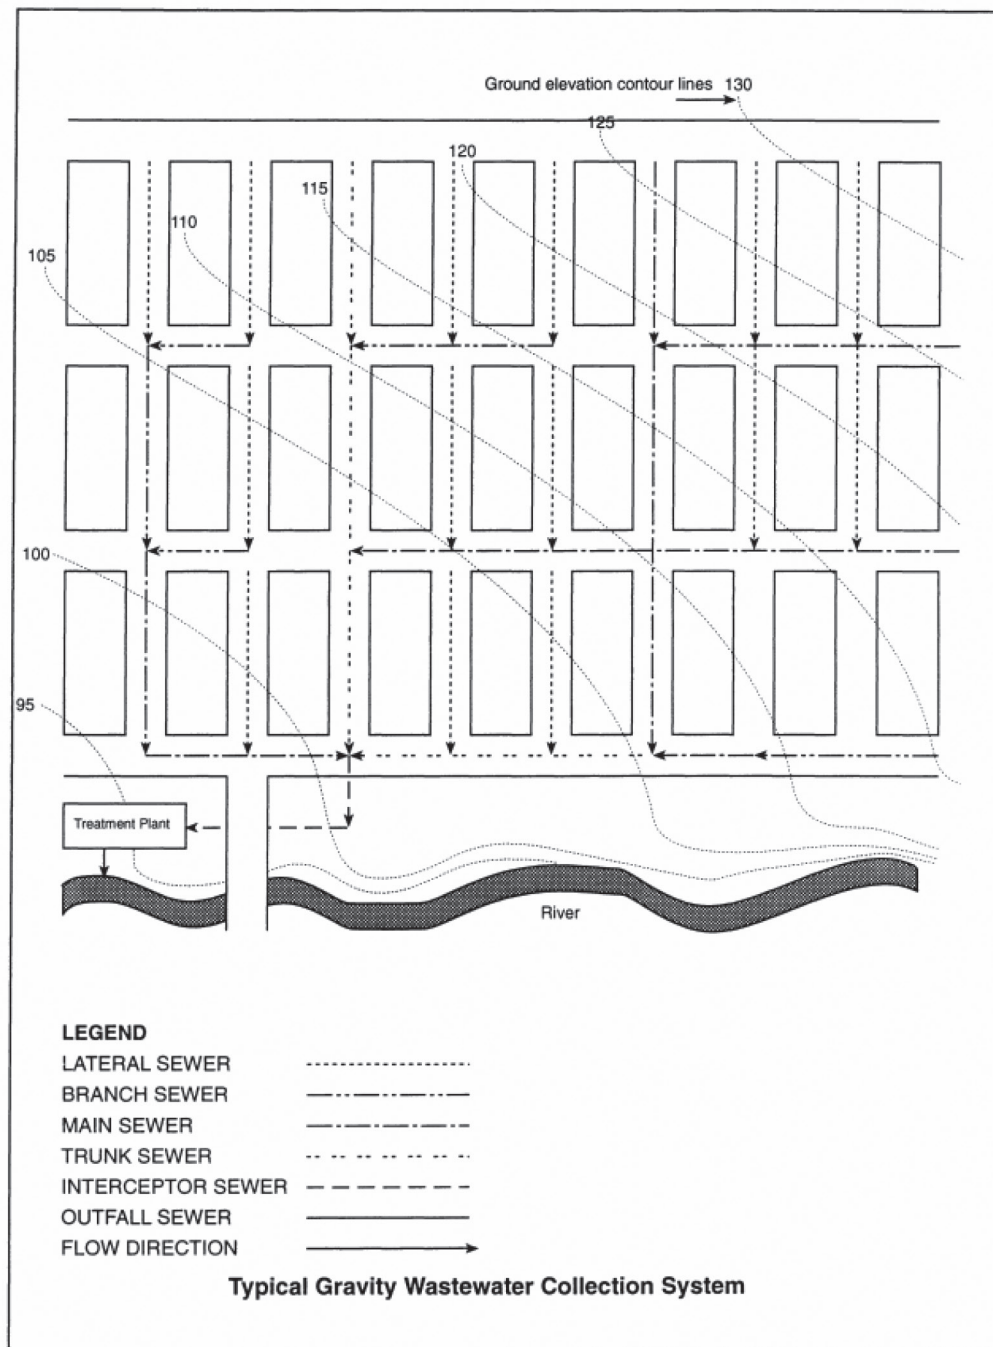 Ground elevation contour lines 130
125
120
115
110
105
100
95
Treatment Plant
River
LEGEND
LATERAL SEWER
BRANCH SEWER
MAIN SEWER
TRUNK SEWER
INTERCEPTOR SEWER
OUTFALL SEWER
FLOW DIRECTION
Typical Gravity Wastewater Collection System